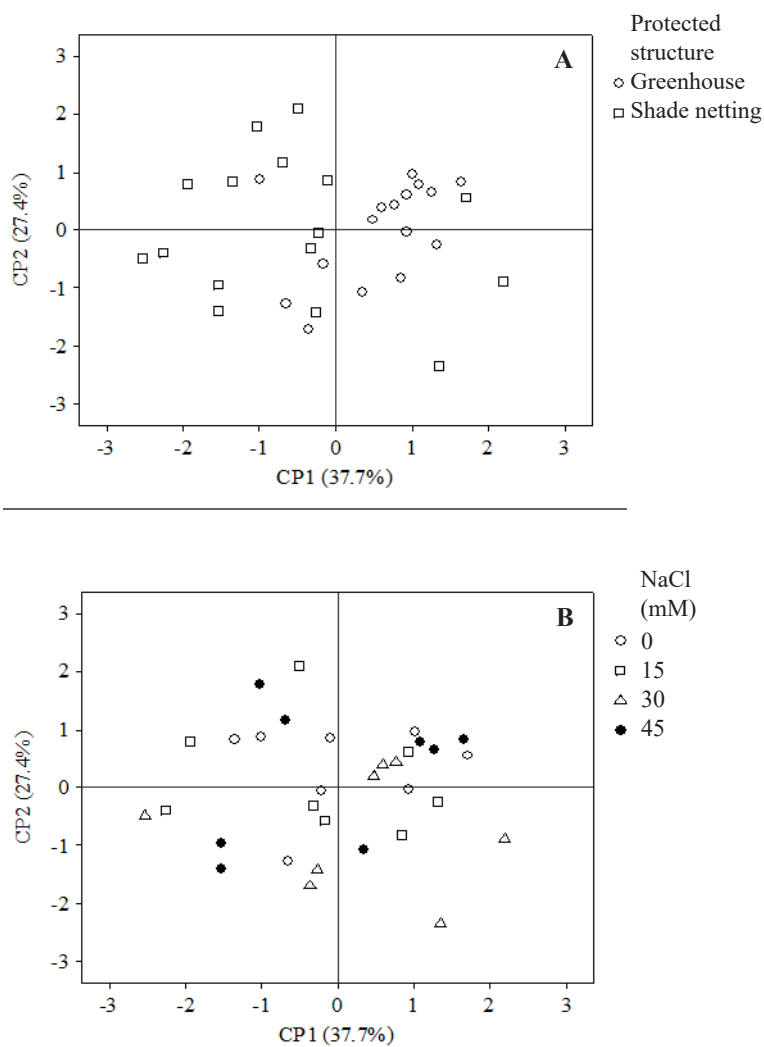 Protected
structure
Greenhouse
Shade netting
A
3
2
1
0
-1
-2
-3
CP2 (27.4%)
-3 -2 -1 0 1 2 3
CP1 (37.7%)
NaCl
(mM)
0
15
30
45
B
3
2
1
0
-1
-2
-3
CP2 (27.4%)
-3 -2 -1 0 1 2 3
CP1 (37.7%)